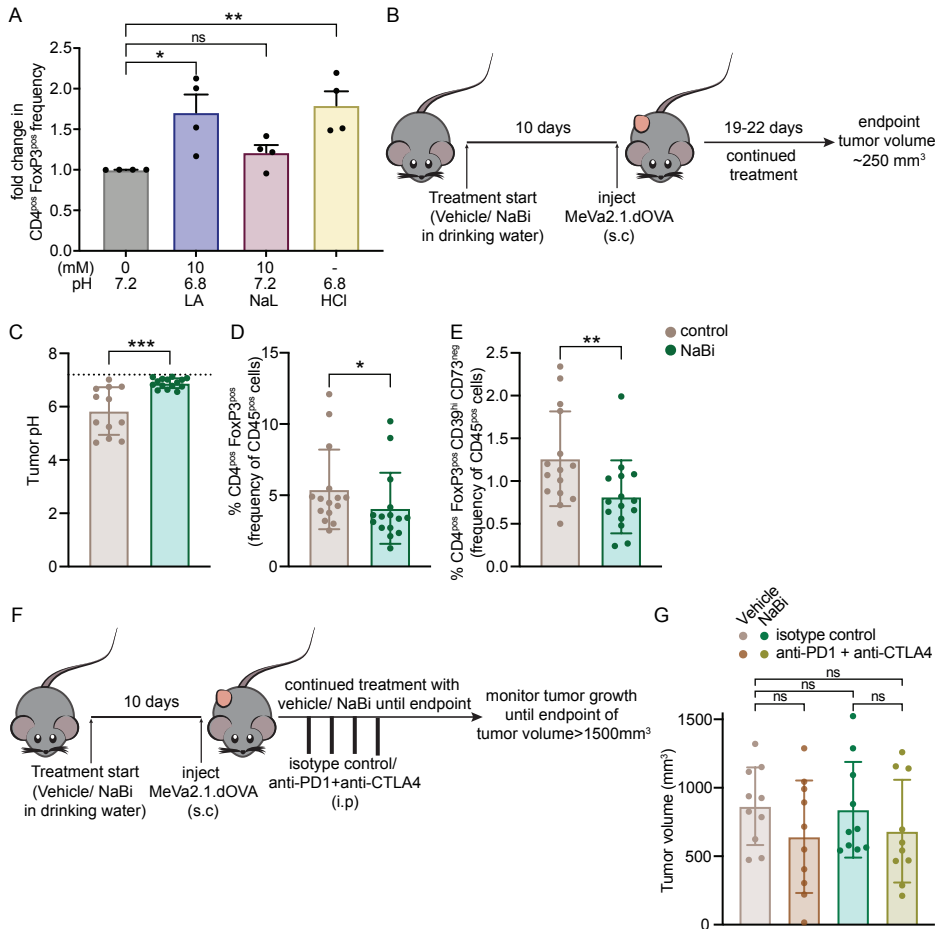 A
fold change in
CD4pos FoxP3pos frequency
2.5
2.0
1.5
1.0
0.5
0.0
**
ns
*
(mM) 0 10 10 -
pH 7.2 6.8 7.2 6.8
LA NaL HCl
B
10 days
19-22 days
continued
treatment
endpoint
tumor volume
~250 mm3
Treatment start
(Vehicle/ NaBi
in drinking water)
inject
MeVa2.1.dOVA
(s.c)
C
Tumor pH
8
6
4
2
0
***
D
% CD4pos FoxP3pos
(frequency of CD45pos cells)
15
10
5
0
*
E
% CD4pos FoxP3pos CD39hi CD73neg
(frequency of CD45pos cells)
2.5
2.0
1.5
1.0
0.5
0.0
**
control
NaBi
F
10 days
continued treatment with
vehicle/ NaBi until endpoint
monitor tumor growth
until endpoint of
tumor volume>1500mm3
Treatment start
(Vehicle/ NaBi
in drinking water)
inject
MeVa2.1.dOVA
(s.c)
isotype control/
anti-PD1+anti-CTLA4
(i.p)
G
Vehicle
NaBi
isotype control
anti-PD1 + anti-CTLA4
ns
ns
ns
ns
Tumor volume (mm3)
1500
1000
500
0